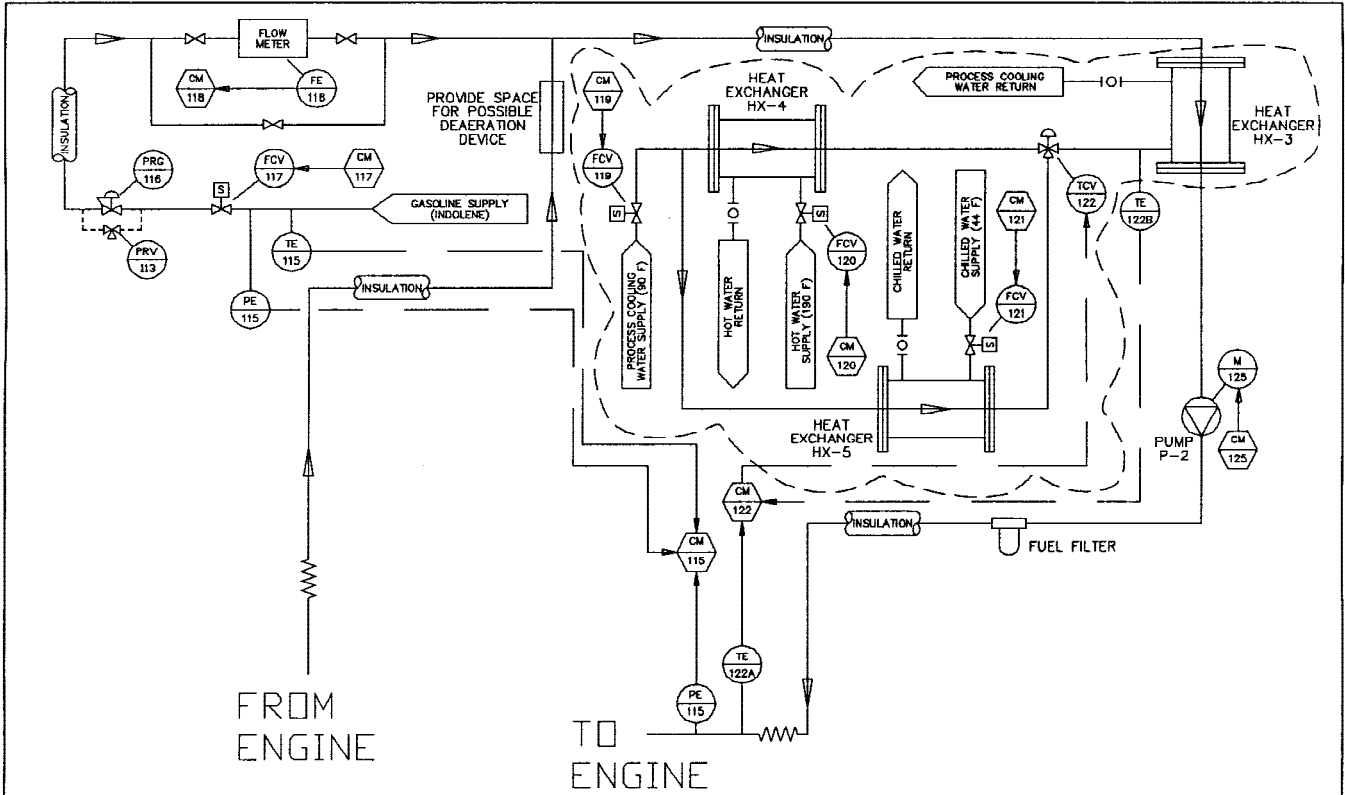 FLOW
METER
INSULATION
CM
118
FE
118
PROVIDE SPACE
FOR POSSIBLE
DEAERATION
DEVICE
CM
119
HEAT
EXCHANGER
HX-4
PROCESS COOLING
WATER RETURN
HEAT
EXCHANGER
HX-3
INSULATION
PRG
116
FCV
117
CM
117
FCV
119
GASOLINE SUPPLY
(INDOLENE)
PRV
113
TE
115
PE
115
INSULATION
S
S
PROCESS COOLING
WATER SUPPLY (90 F)
HOT WATER
RETURN
HOT WATER
SUPPLY (190 F)
S
FCV
120
CM
120
CHILLED WATER
RETURN
CHILLED WATER
SUPPLY (44 F)
CM
121
FCV
121
S
TCV
122
TE
122B
HEAT
EXCHANGER
HX-5
M
125
PUMP
P-2
CM
125
CM
122
INSULATION
FUEL FILTER
CM
115
TE
122A
PE
115
FROM
ENGINE
TO
ENGINE